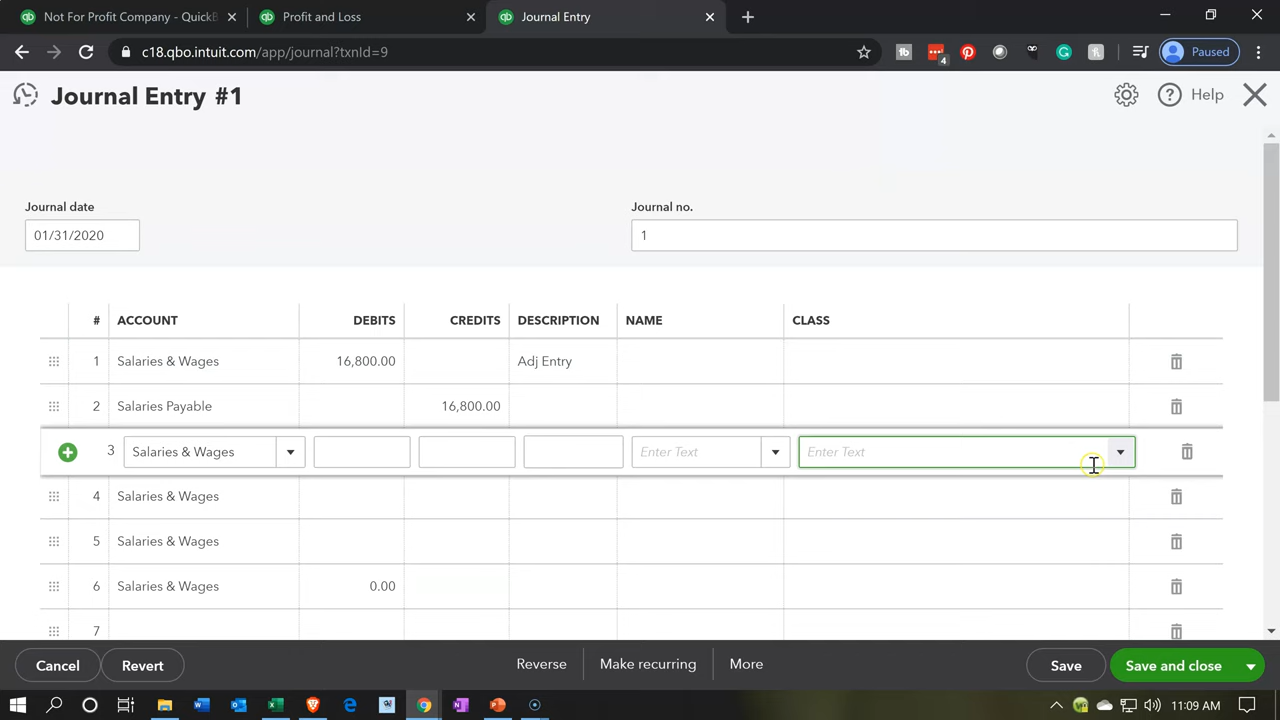 Not For Profit Company - QuickB
Profit and Loss
Journal Entry
c18.qbo.intuit.com/app/journal?txnId=9
4
Paused
Journal Entry #1
Help
Journal date
Journal no.
01/31/2020
1
# ACCOUNT DEBITS CREDITS DESCRIPTION NAME CLASS
1 Salaries & Wages 16,800.00 Adj Entry
2 Salaries Payable 16,800.00
3 Salaries & Wages Enter Text Enter Text
4 Salaries & Wages
5 Salaries & Wages
6 Salaries & Wages 0.00
7
Cancel Revert Reverse Make recurring More Save Save and close
11:09 AM